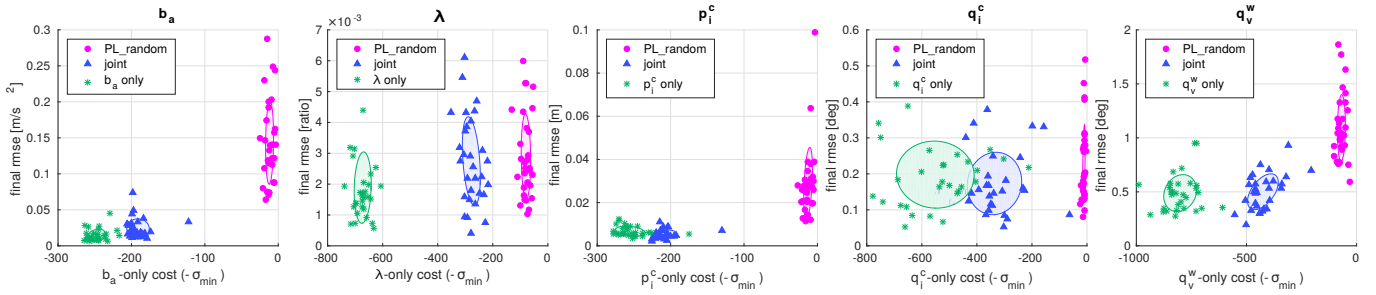 b_a
final rmse [m/s^2]
0.3
0.25
0.2
0.15
0.1
0.05
0
PL_random
joint
b_a only
-300 -200 -100 0
b_a-only cost (-σ_min)
λ
×10^-3
final rmse [ratio]
7
6
5
4
3
2
1
0
PL_random
joint
λ only
-800 -600 -400 -200 0
λ-only cost (-σ_min)
p_i^c
final rmse [m]
0.1
0.08
0.06
0.04
0.02
0
PL_random
joint
p_i^c only
-300 -200 -100 0
p_i^c-only cost (-σ_min)
q_i^c
final rmse [deg]
0.6
0.5
0.4
0.3
0.2
0.1
0
PL_random
joint
q_i^c only
-800 -600 -400 -200 0
q_i^c-only cost (-σ_min)
q_v^w
final rmse [deg]
2
1.5
1
0.5
0
PL_random
joint
q_v^w only
-1000 -500 0
q_v^w-only cost (-σ_min)